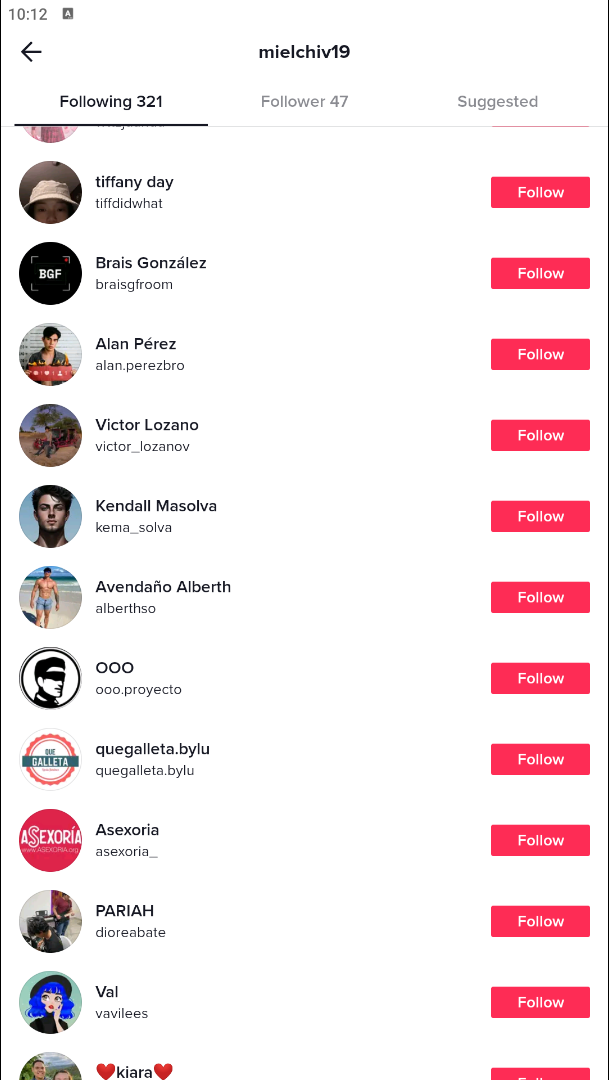 10:12 A
mielchiv19
Following 321
Follower 47
Suggested
tiffany day
tiffdidwhat
Follow
Brais González
braisgfroom
Follow
BGF
Alan Pérez
alan.perezbro
Follow
Victor Lozano
victor_lozanov
Follow
Kendall Masolva
kema_solva
Follow
Avendaño Alberth
alberthso
Follow
OOO
ooo.proyecto
Follow
quegalleta.bylu
quegalleta.bylu
Follow
QUE
GALLETA
Asexoria
asexoria_
Follow
ASEXORÍA
www.ASEXORIA.org
PARIAH
dioreabate
Follow
Val
vavilees
Follow
❤️kiara❤️